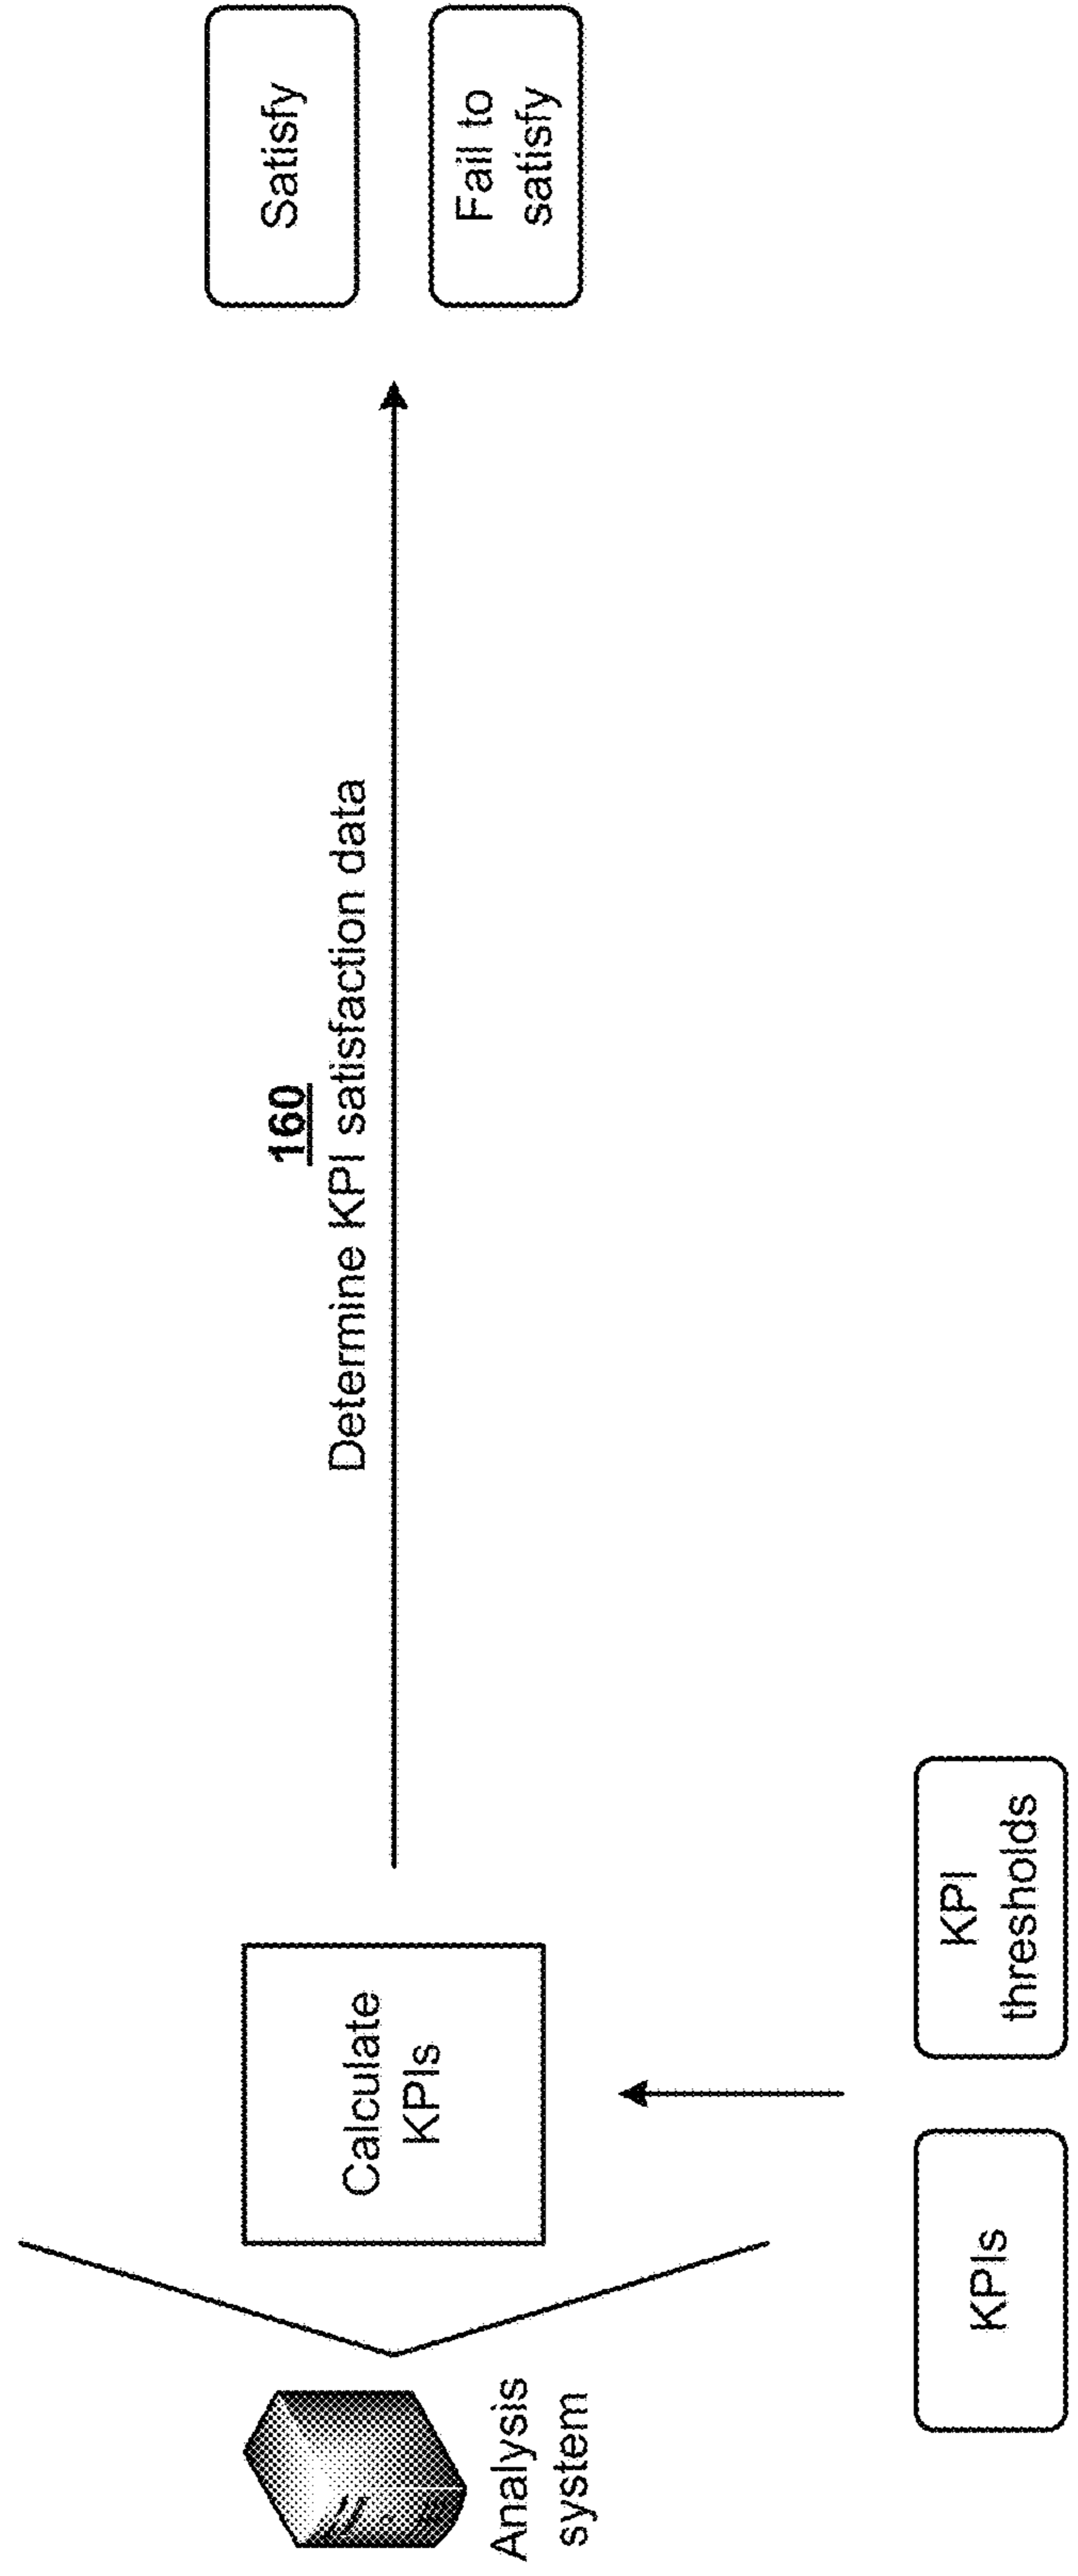 Analysis
system
Calculate
KPIs
KPIs
KPI
thresholds
160
Determine KPI satisfaction data
Satisfy
Fail to
satisfy